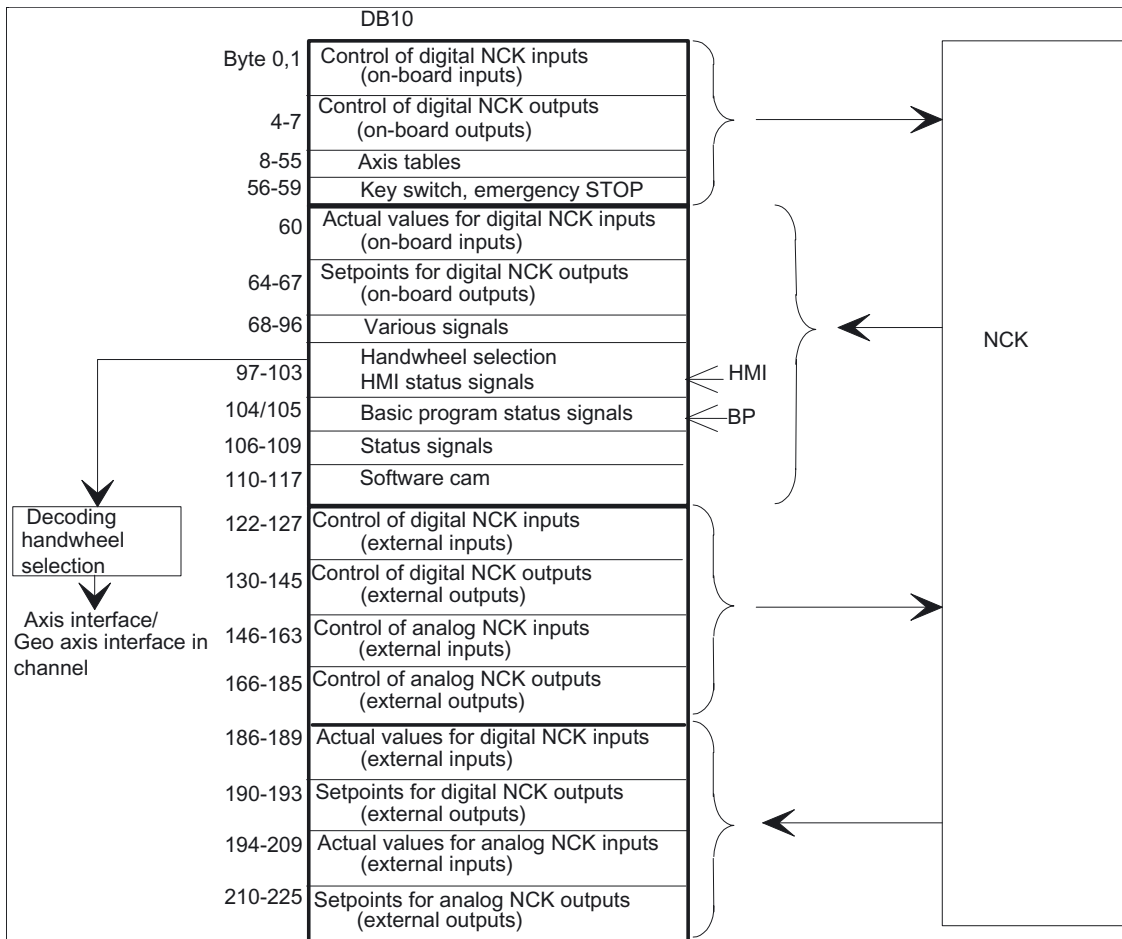 DB10
Byte 0,1
Control of digital NCK inputs
(on-board inputs)
4-7
Control of digital NCK outputs
(on-board outputs)
8-55
Axis tables
56-59
Key switch, emergency STOP
60
Actual values for digital NCK inputs
(on-board inputs)
64-67
Setpoints for digital NCK outputs
(on-board outputs)
68-96
Various signals
97-103
Handwheel selection
HMI status signals
HMI
104/105
Basic program status signals
BP
106-109
Status signals
110-117
Software cam
122-127
Control of digital NCK inputs
(external inputs)
130-145
Control of digital NCK outputs
(external outputs)
146-163
Control of analog NCK inputs
(external inputs)
166-185
Control of analog NCK outputs
(external outputs)
186-189
Actual values for digital NCK inputs
(external inputs)
190-193
Setpoints for digital NCK outputs
(external outputs)
194-209
Actual values for analog NCK inputs
(external inputs)
210-225
Setpoints for analog NCK outputs
(external outputs)
NCK
Decoding
handwheel
selection
Axis interface/
Geo axis interface in
channel